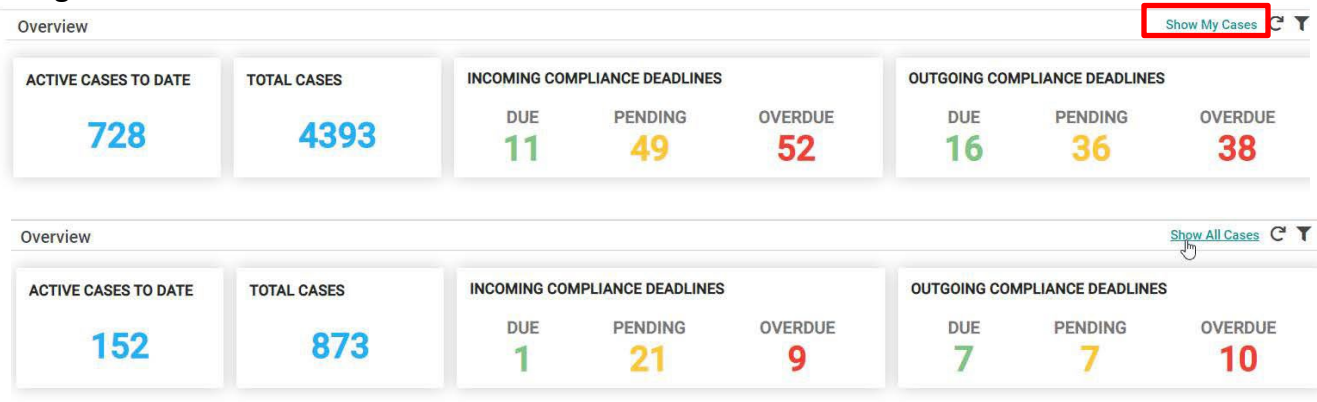 Overview Show My Cases
ACTIVE CASES TO DATE TOTAL CASES INCOMING COMPLIANCE DEADLINES OUTGOING COMPLIANCE DEADLINES
DUE PENDING OVERDUE DUE PENDING OVERDUE
728 4393 11 49 52 16 36 38
Overview Show All Cases
ACTIVE CASES TO DATE TOTAL CASES INCOMING COMPLIANCE DEADLINES OUTGOING COMPLIANCE DEADLINES
DUE PENDING OVERDUE DUE PENDING OVERDUE
152 873 1 21 9 7 7 10